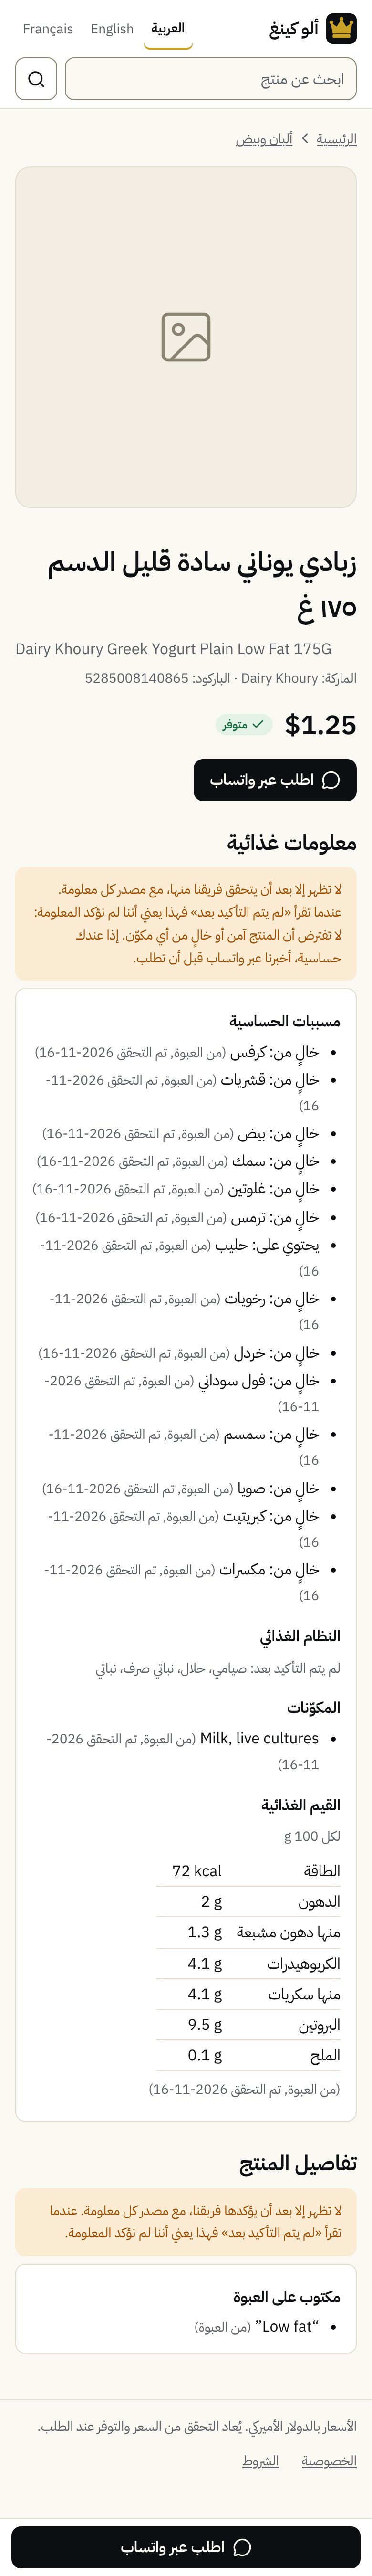 ألو كينغ
العربية
English
Français
ابحث عن منتج
الرئيسية
ألبان وبيض
زبادي يوناني سادة قليل الدسم
١٧٥ غ
Dairy Khoury Greek Yogurt Plain Low Fat 175G
الماركة: Dairy Khoury · الباركود: 5285008140865
$1.25
متوفر
اطلب عبر واتساب
معلومات غذائية
لا تظهر إلا بعد أن يتحقق فريقنا منها، مع مصدر كل معلومة.
عندما تقرأ «لم يتم التأكيد بعد» فهذا يعني أننا لم نؤكد المعلومة:
لا تفترض أن المنتج آمن أو خالٍ من أي مكوّن. إذا عندك
حساسية، أخبرنا عبر واتساب قبل أن تطلب.
مسببات الحساسية
خالٍ من: كرفس (من العبوة, تم التحقق 2026-11-16)
خالٍ من: قشريات (من العبوة, تم التحقق 2026-11-
16)
خالٍ من: بيض (من العبوة, تم التحقق 2026-11-16)
خالٍ من: سمك (من العبوة, تم التحقق 2026-11-16)
خالٍ من: غلوتين (من العبوة, تم التحقق 2026-11-16)
خالٍ من: ترمس (من العبوة, تم التحقق 2026-11-16)
يحتوي على: حليب (من العبوة, تم التحقق 2026-11-
16)
خالٍ من: رخويات (من العبوة, تم التحقق 2026-11-
16)
خالٍ من: خردل (من العبوة, تم التحقق 2026-11-16)
خالٍ من: فول سوداني (من العبوة, تم التحقق 2026-
11-16)
خالٍ من: سمسم (من العبوة, تم التحقق 2026-11-
16)
خالٍ من: صويا (من العبوة, تم التحقق 2026-11-16)
خالٍ من: كبريتيت (من العبوة, تم التحقق 2026-11-
16)
خالٍ من: مكسرات (من العبوة, تم التحقق 2026-11-
16)
النظام الغذائي
لم يتم التأكيد بعد: صيامي، حلال، نباتي صرف، نباتي
المكوّنات
Milk, live cultures (من العبوة, تم التحقق 2026-
11-16)
القيم الغذائية
لكل 100 g
الطاقة 72 kcal
الدهون 2 g
منها دهون مشبعة 1.3 g
الكربوهيدرات 4.1 g
منها سكريات 4.1 g
البروتين 9.5 g
الملح 0.1 g
(من العبوة, تم التحقق 2026-11-16)
تفاصيل المنتج
لا تظهر إلا بعد أن يؤكدها فريقنا، مع مصدر كل معلومة. عندما
تقرأ «لم يتم التأكيد بعد» فهذا يعني أننا لم نؤكد المعلومة.
مكتوب على العبوة
“Low fat” (من العبوة)
الأسعار بالدولار الأميركي. يُعاد التحقق من السعر والتوفر عند الطلب.
الخصوصية
الشروط
اطلب عبر واتساب